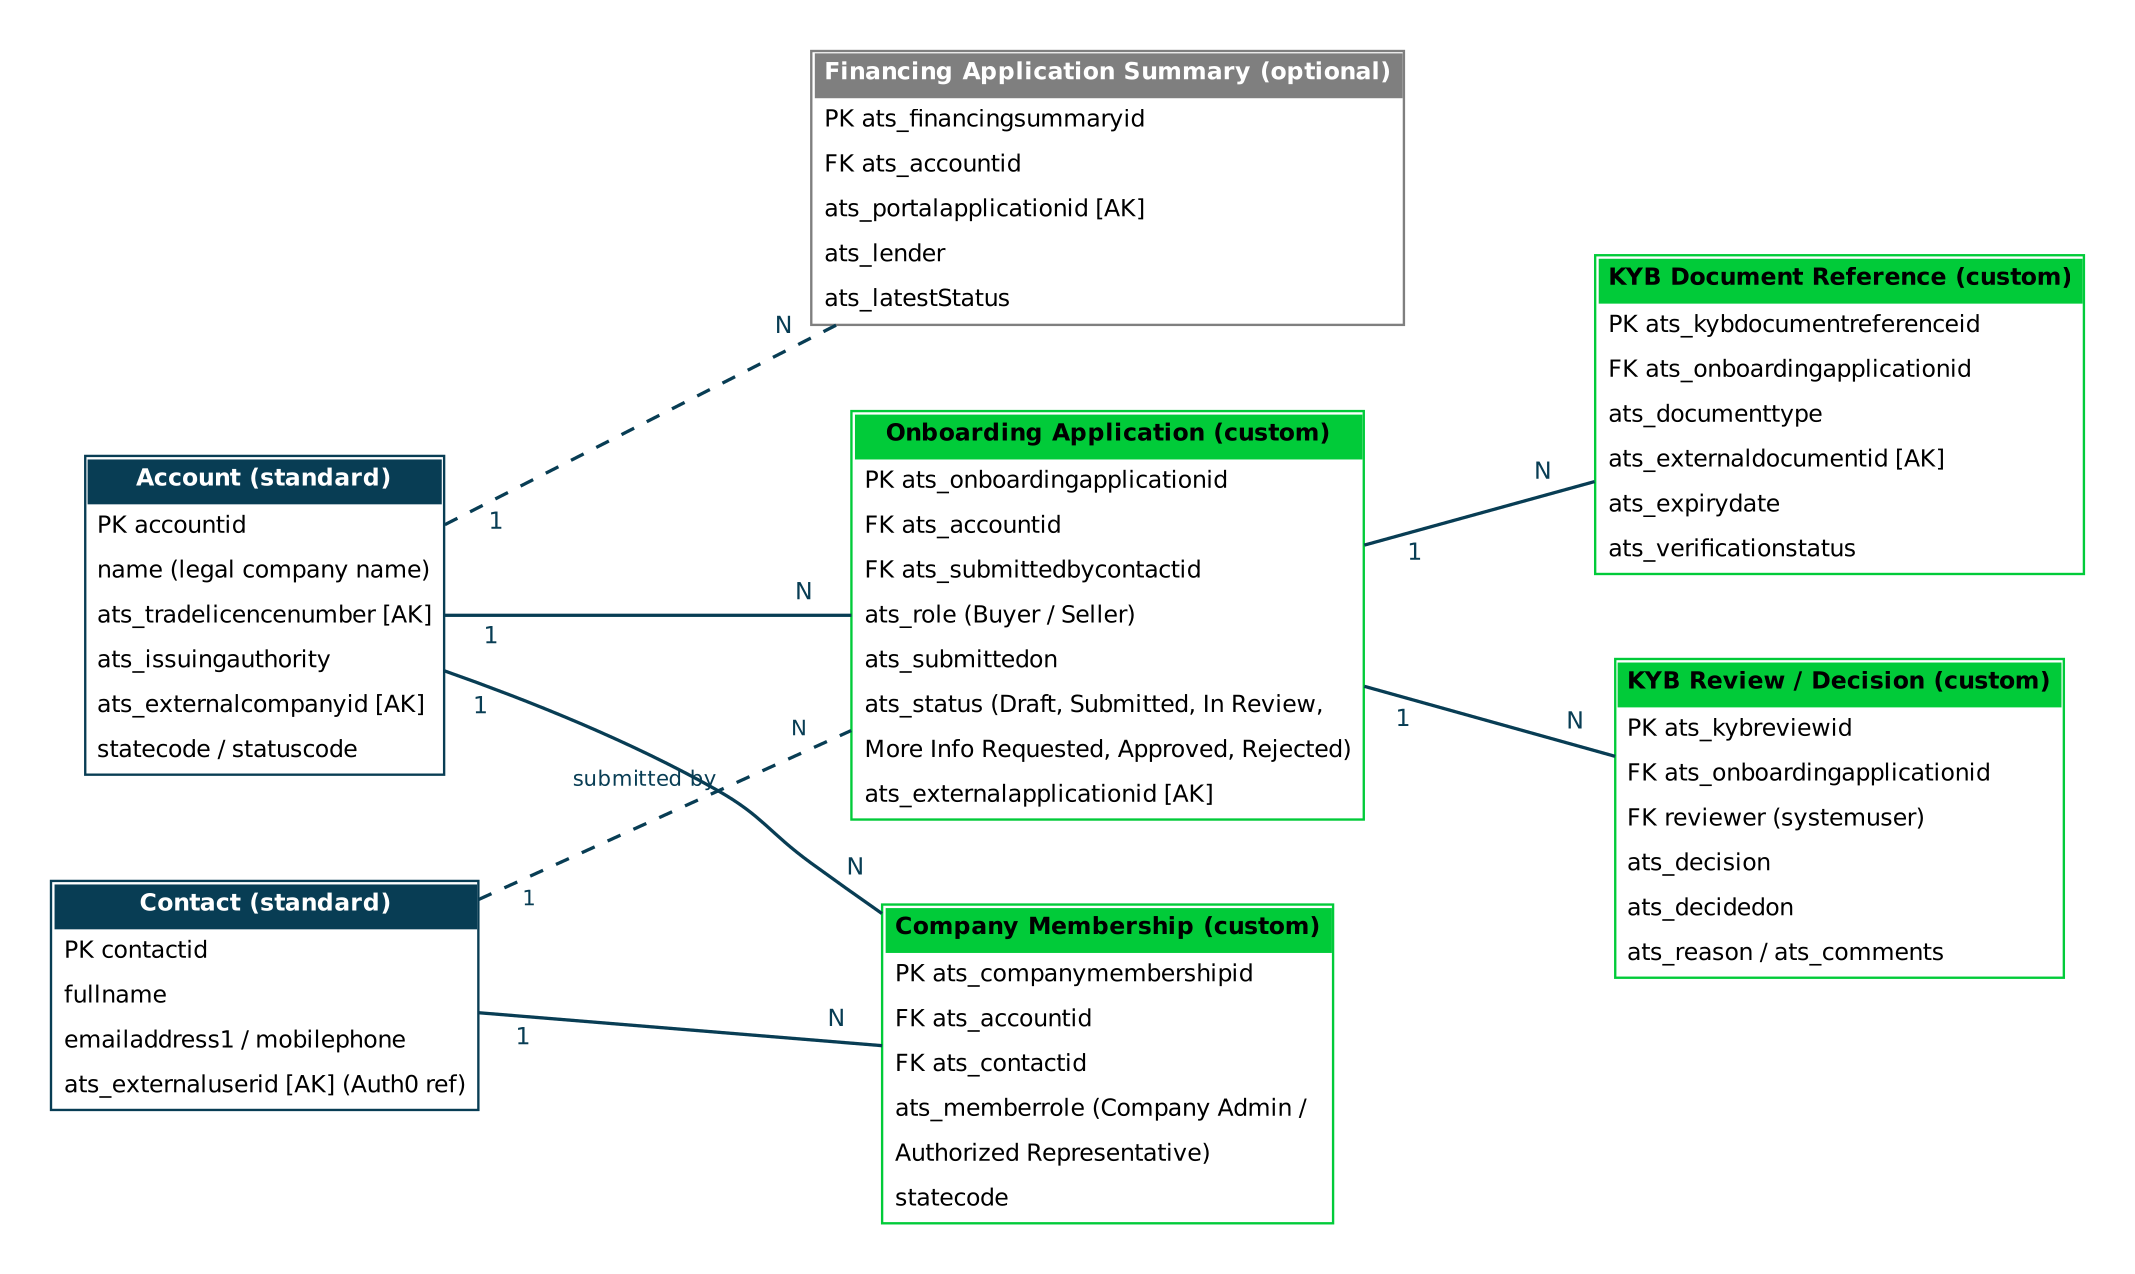 Financing Application Summary (optional)
PK ats_financingsummaryid
FK ats_accountid
ats_portalapplicationid [AK]
ats_lender
ats_latestStatus
N
1
Account (standard)
PK accountid
name (legal company name)
ats_tradelicencenumber [AK]
ats_issuingauthority
ats_externalcompanyid [AK]
statecode / statuscode
N
1
1
N
Onboarding Application (custom)
PK ats_onboardingapplicationid
FK ats_accountid
FK ats_submittedbycontactid
ats_role (Buyer / Seller)
ats_submittedon
ats_status (Draft, Submitted, In Review,
More Info Requested, Approved, Rejected)
ats_externalapplicationid [AK]
N
1
KYB Document Reference (custom)
PK ats_kybdocumentreferenceid
FK ats_onboardingapplicationid
ats_documenttype
ats_externaldocumentid [AK]
ats_expirydate
ats_verificationstatus
1
N
KYB Review / Decision (custom)
PK ats_kybreviewid
FK ats_onboardingapplicationid
FK reviewer (systemuser)
ats_decision
ats_decidedon
ats_reason / ats_comments
submitted by
N
1
Contact (standard)
PK contactid
fullname
emailaddress1 / mobilephone
ats_externaluserid [AK] (Auth0 ref)
N
1
Company Membership (custom)
PK ats_companymembershipid
FK ats_accountid
FK ats_contactid
ats_memberrole (Company Admin /
Authorized Representative)
statecode